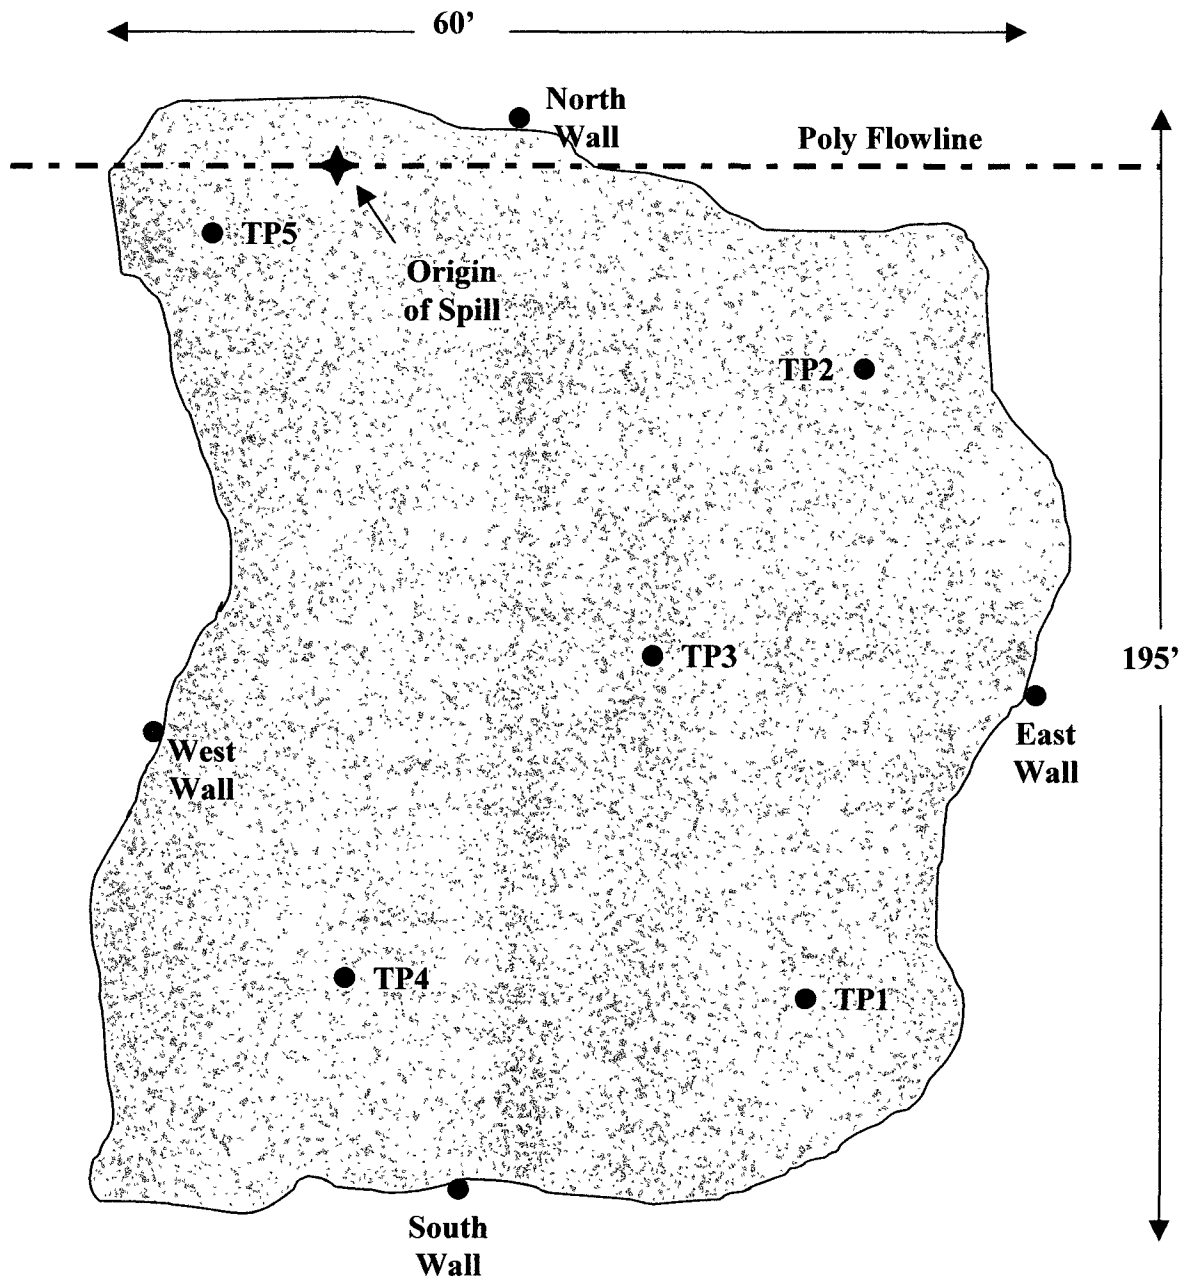 60’
North
Wall
Poly Flowline
TP5
Origin
of Spill
TP2
TP3
195’
West
Wall
East
Wall
TP4
TP1
South
Wall